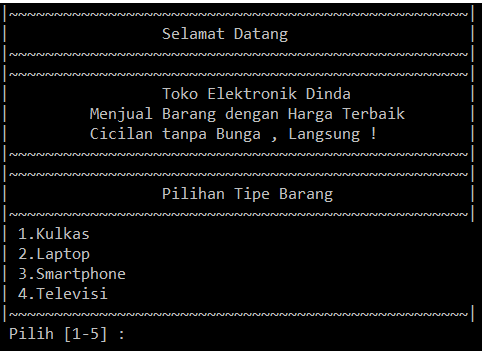 |~~~~~~~~~~~~~~~~~~~~~~~~~~~~~~~~~~~~~~~~~~~~~~~~~~~|
| Selamat Datang |
|~~~~~~~~~~~~~~~~~~~~~~~~~~~~~~~~~~~~~~~~~~~~~~~~~~~|
|~~~~~~~~~~~~~~~~~~~~~~~~~~~~~~~~~~~~~~~~~~~~~~~~~~~|
| Toko Elektronik Dinda |
| Menjual Barang dengan Harga Terbaik |
| Cicilan tanpa Bunga , Langsung ! |
|~~~~~~~~~~~~~~~~~~~~~~~~~~~~~~~~~~~~~~~~~~~~~~~~~~~|
|~~~~~~~~~~~~~~~~~~~~~~~~~~~~~~~~~~~~~~~~~~~~~~~~~~~|
| Pilihan Tipe Barang |
|~~~~~~~~~~~~~~~~~~~~~~~~~~~~~~~~~~~~~~~~~~~~~~~~~~~|
| 1.Kulkas
| 2.Laptop
| 3.Smartphone
| 4.Televisi
|~~~~~~~~~~~~~~~~~~~~~~~~~~~~~~~~~~~~~~~~~~~~~~~~~~~|
Pilih [1-5] :